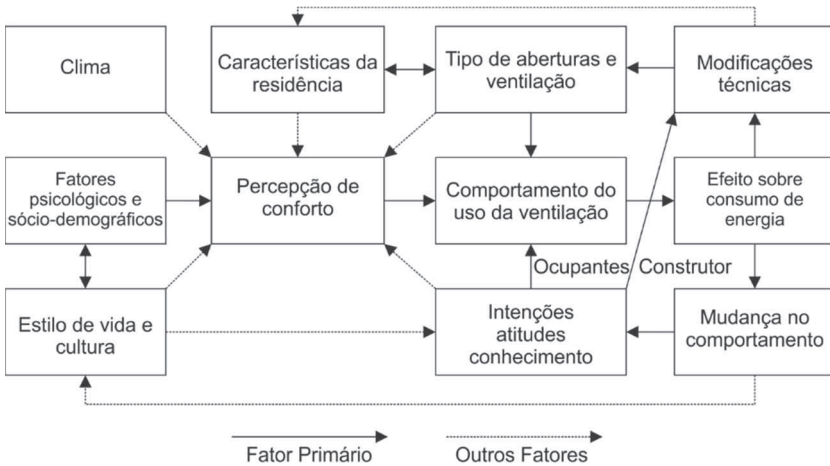 Clima
Características da
residência
Tipo de aberturas e
ventilação
Modificações
técnicas
Fatores
psicológicos e
sócio-demográficos
Percepção de
conforto
Comportamento do
uso da ventilação
Efeito sobre
consumo de
energia
Ocupantes Construtor
Estilo de vida e
cultura
Intenções
atitudes
conhecimento
Mudança no
comportamento
Fator Primário
Outros Fatores